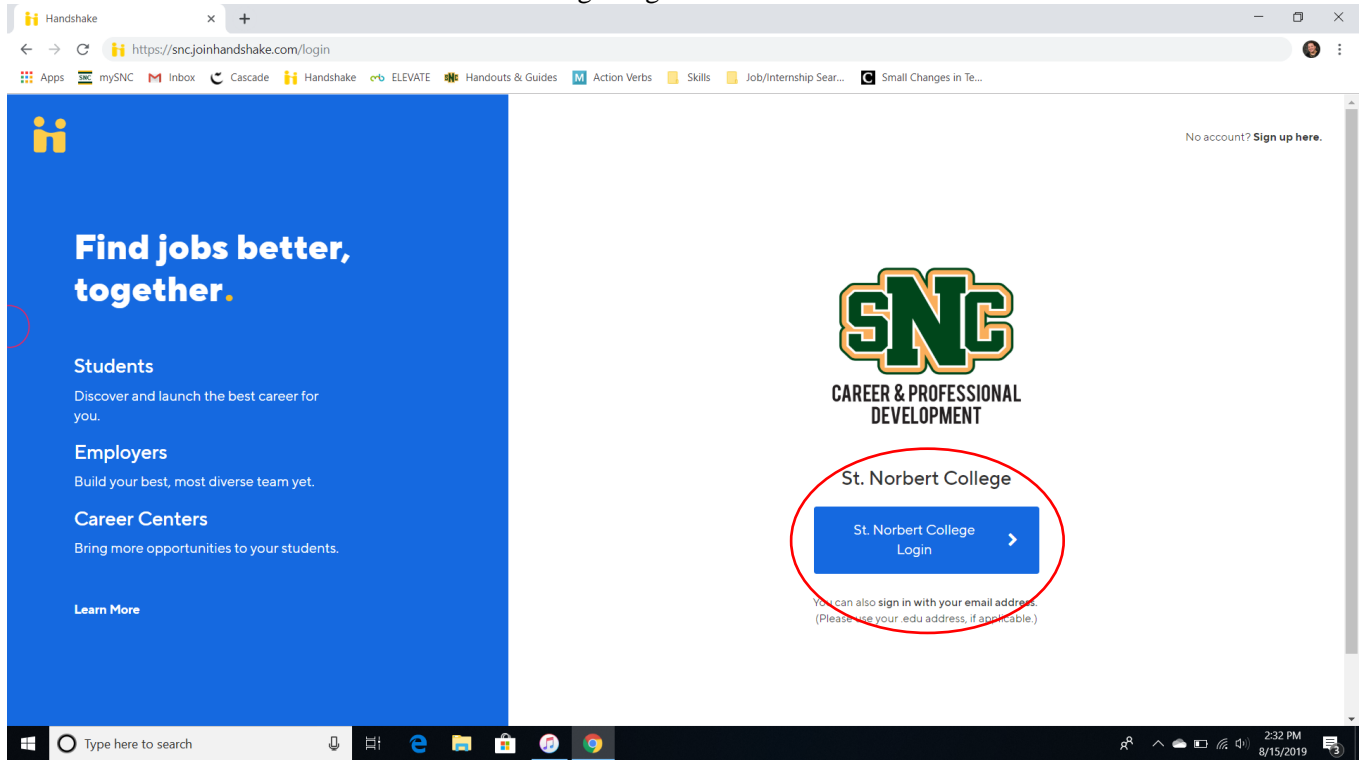 Handshake
https://snc.joinhandshake.com/login
Apps SNC mySNC Inbox Cascade Handshake ELEVATE SNC Handouts & Guides M Action Verbs Skills Job/Internship Sear... C Small Changes in Te...
No account? Sign up here.
Find jobs better,
together.
Students
Discover and launch the best career for
you.
Employers
Build your best, most diverse team yet.
Career Centers
Bring more opportunities to your students.
Learn More
SNC
CAREER & PROFESSIONAL
DEVELOPMENT
St. Norbert College
St. Norbert College
Login
You can also sign in with your email address.
(Please use your .edu address, if applicable.)
Type here to search
2:32 PM
8/15/2019
3